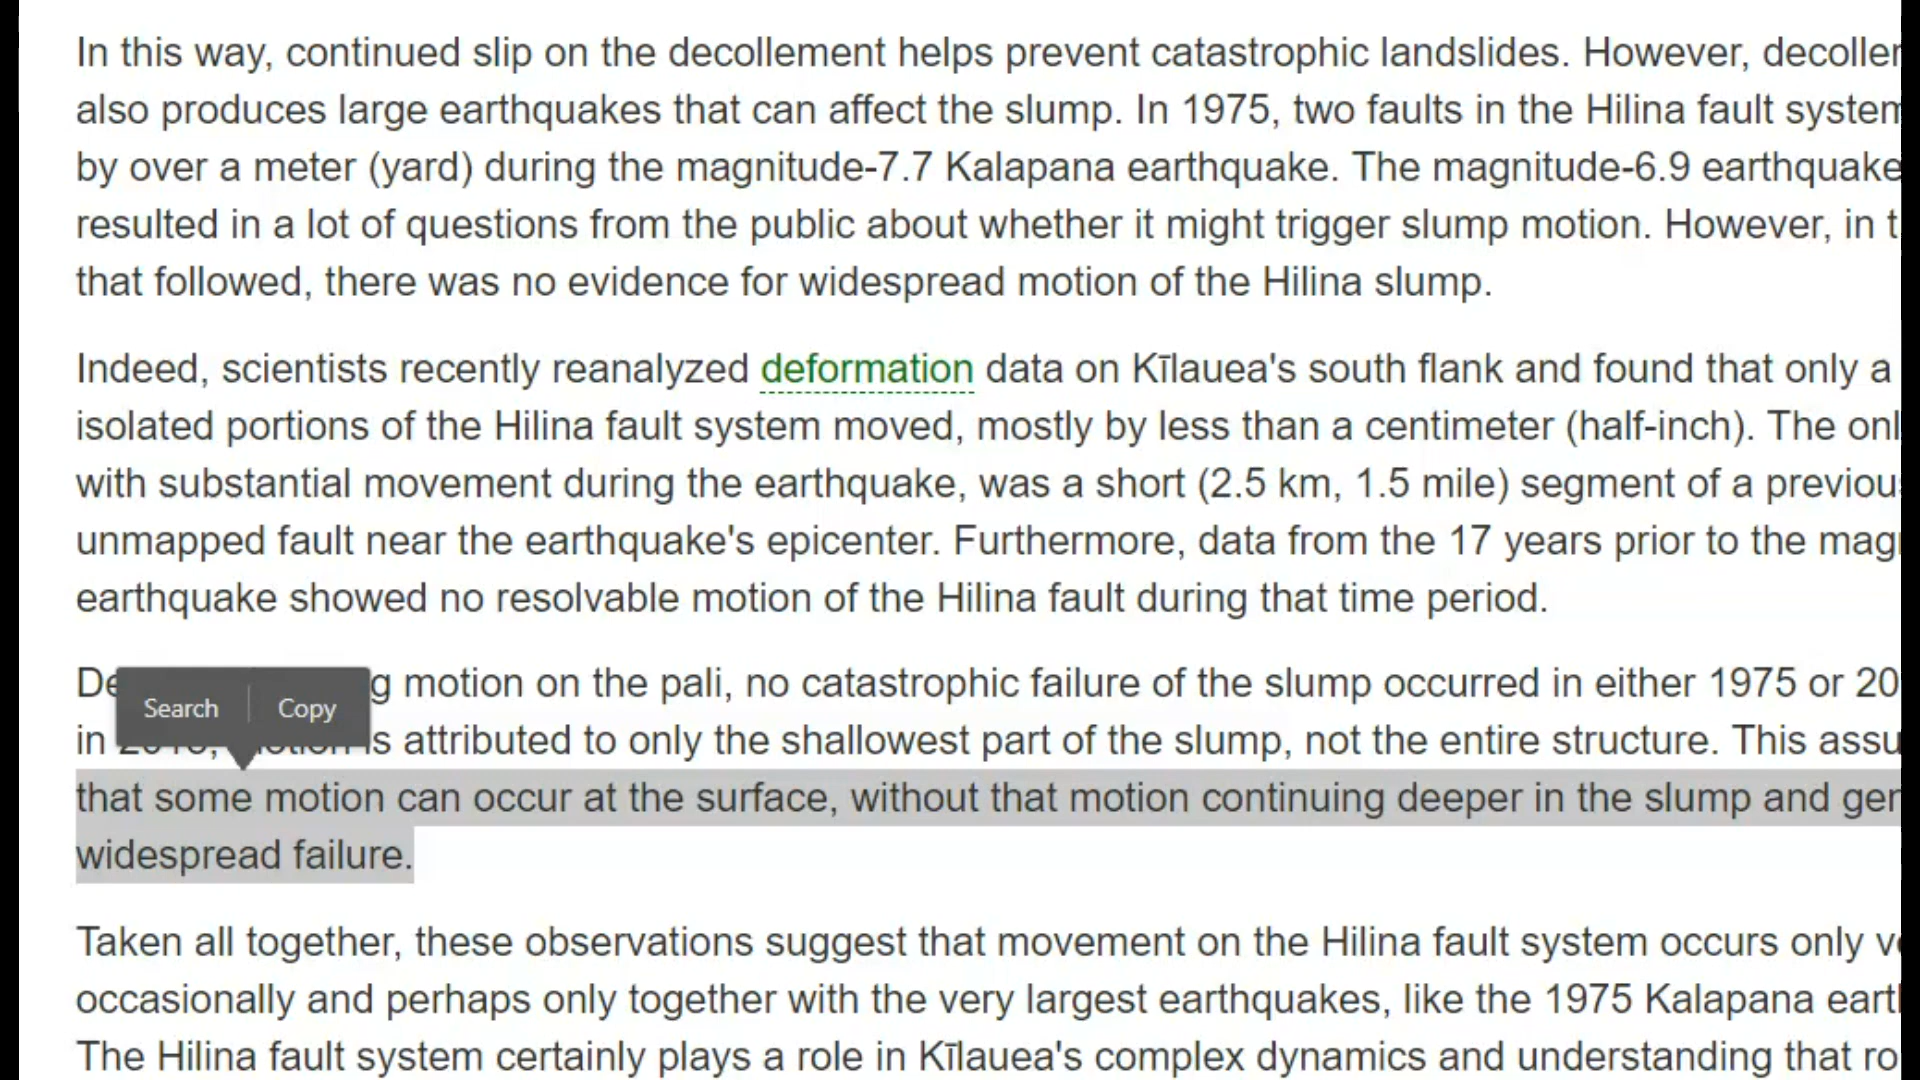 In this way, continued slip on the decollement helps prevent catastrophic landslides. However,
also produces large earthquakes that can affect the slump. In 1975, two faults in the Hilina fault system
by over a meter (yard) during the magnitude-7.7 Kalapana earthquake. The magnitude-6.9 earthquake
resulted in a lot of questions from the public about whether it might trigger slump motion. However, in
that followed, there was no evidence for widespread motion of the Hilina slump.
Indeed, scientists recently reanalyzed deformation data on Kīlauea's south flank and found that only a
isolated portions of the Hilina fault system moved, mostly by less than a centimeter (half-inch). The
with substantial movement during the earthquake, was a short (2.5 km, 1.5 mile) segment of a
unmapped fault near the earthquake's epicenter. Furthermore, data from the 17 years prior to the
earthquake showed no resolvable motion of the Hilina fault during that time period.
motion on the pali, no catastrophic failure of the slump occurred in either 1975 or
Search Copy
in is attributed to only the shallowest part of the slump, not the entire structure. This
that some motion can occur at the surface, without that motion continuing deeper in the slump and
widespread failure.
Taken all together, these observations suggest that movement on the Hilina fault system occurs only
occasionally and perhaps only together with the very largest earthquakes, like the 1975 Kalapana
The Hilina fault system certainly plays a role in Kīlauea's complex dynamics and understanding that